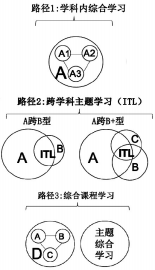 路径1:学科内综合学习
A1 A2
A A3
路径2:跨学科主题学习（ITL）
A跨B型 A跨B+型
A ITL B
A ITL C B
路径3:综合课程学习
A B
D C
主题
综合
学习